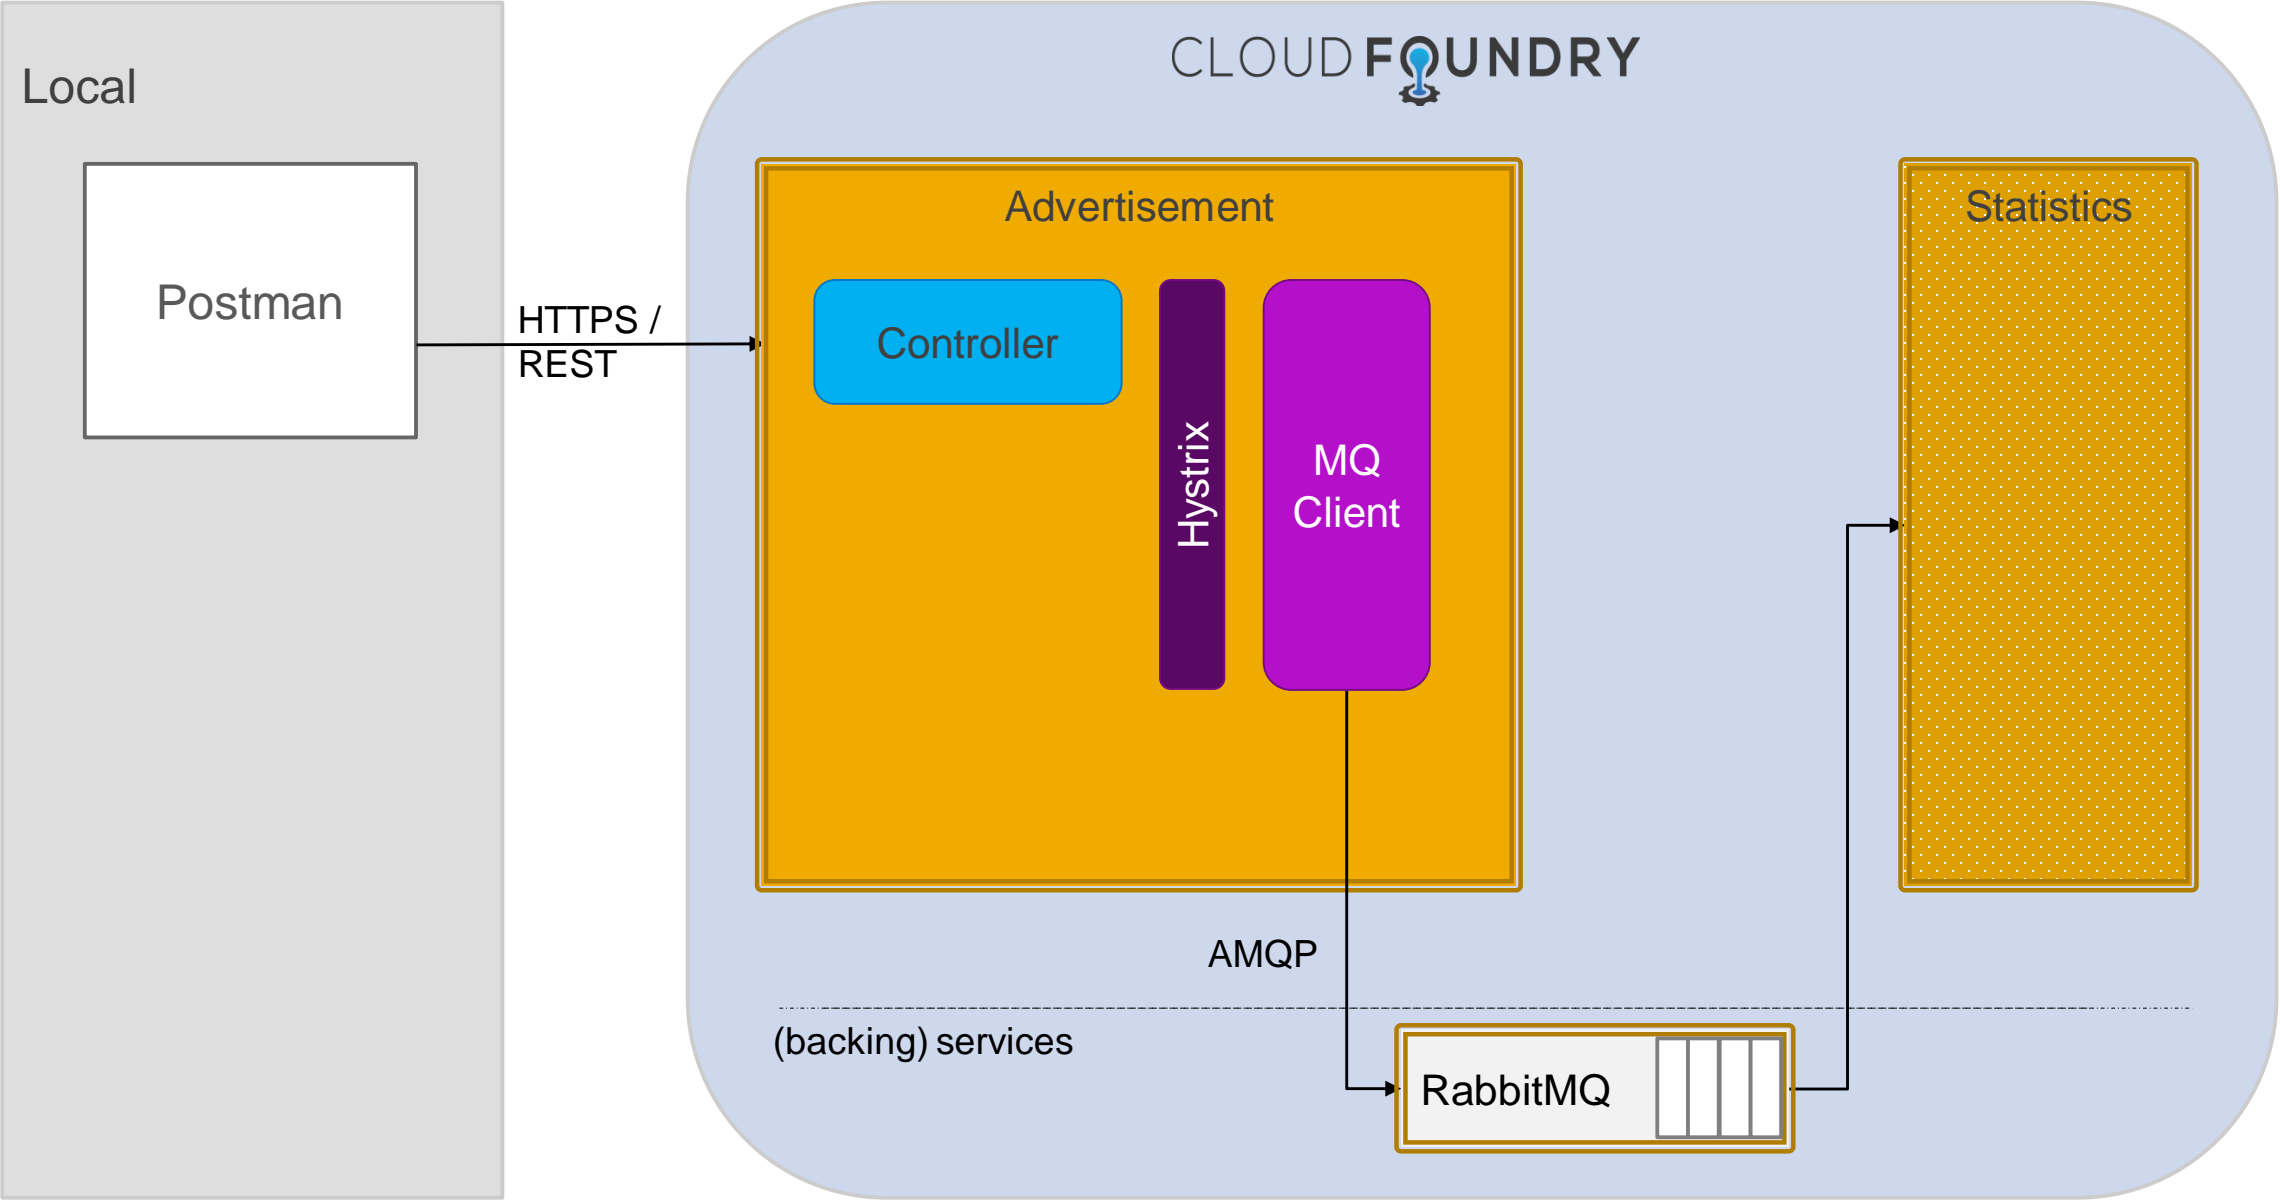 Local
CLOUD FOUNDRY
Postman
HTTPS /
REST
Advertisement
Controller
Hystrix
MQ
Client
Statistics
AMQP
(backing) services
RabbitMQ